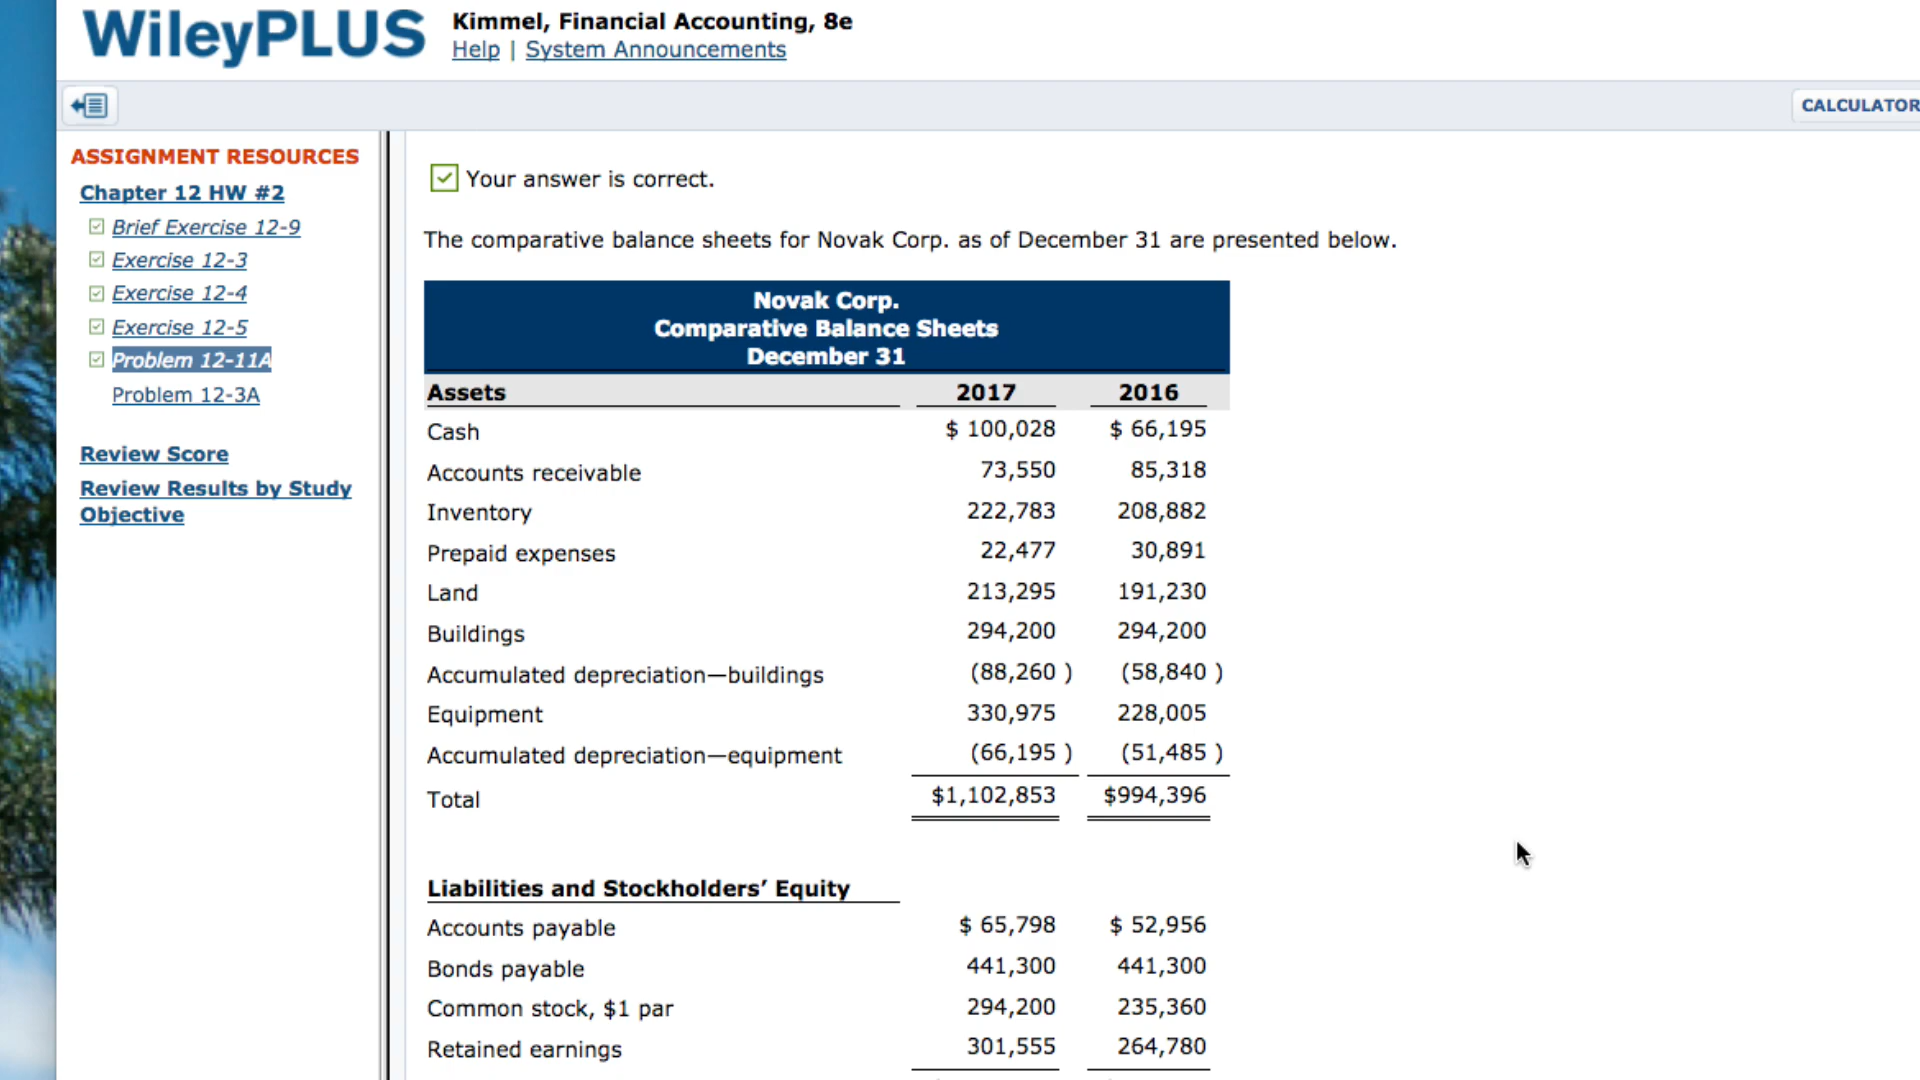 WileyPLUS
Kimmel, Financial Accounting, 8e
Help | System Announcements
CALCULATOR
ASSIGNMENT RESOURCES
Chapter 12 HW #2
Brief Exercise 12-9
Exercise 12-3
Exercise 12-4
Exercise 12-5
Problem 12-11A
Problem 12-3A
Review Score
Review Results by Study
Objective
Your answer is correct.
The comparative balance sheets for Novak Corp. as of December 31 are presented below.
Novak Corp.
Comparative Balance Sheets
December 31
Assets 2017 2016
Cash $ 100,028 $ 66,195
Accounts receivable 73,550 85,318
Inventory 222,783 208,882
Prepaid expenses 22,477 30,891
Land 213,295 191,230
Buildings 294,200 294,200
Accumulated depreciation—buildings (88,260 ) (58,840 )
Equipment 330,975 228,005
Accumulated depreciation—equipment (66,195 ) (51,485 )
Total $1,102,853 $994,396
Liabilities and Stockholders’ Equity
Accounts payable $ 65,798 $ 52,956
Bonds payable 441,300 441,300
Common stock, $1 par 294,200 235,360
Retained earnings 301,555 264,780